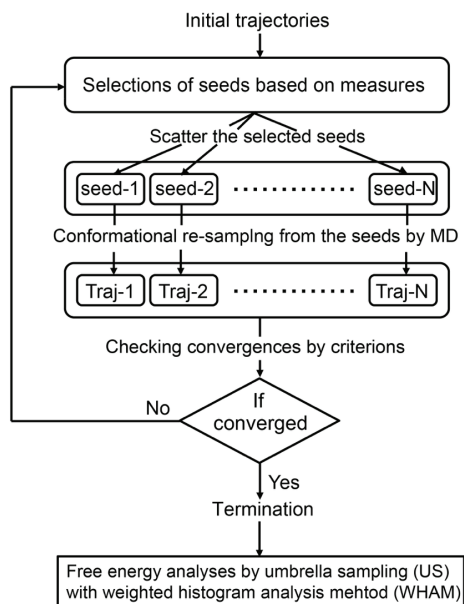 Initial trajectories
Selections of seeds based on measures
Scatter the selected seeds
seed-1 seed-2 seed-N
Conformational re-samplng from the seeds by MD
Traj-1 Traj-2 Traj-N
Checking convergences by criterions
No
If
converged
Yes
Termination
Free energy analyses by umbrella sampling (US)
with weighted histogram analysis mehtod (WHAM)